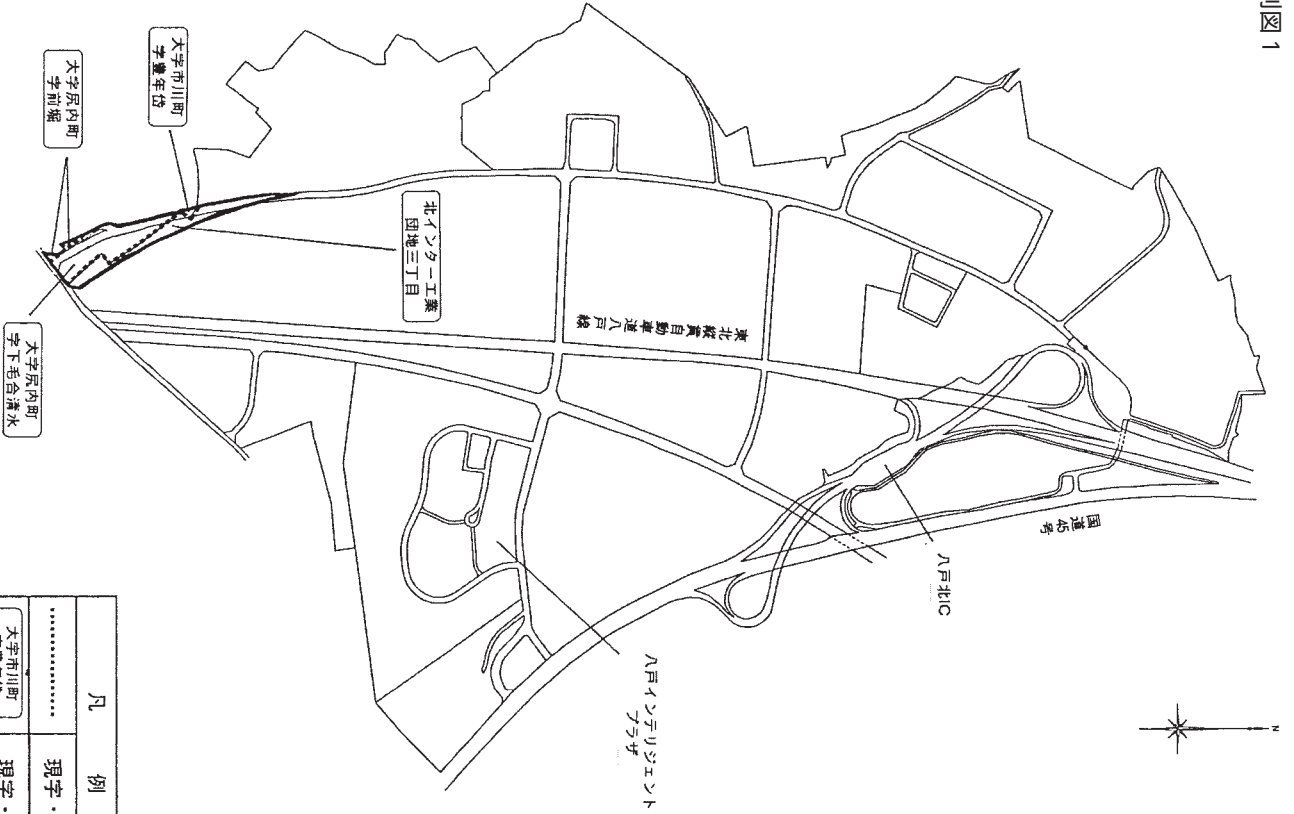 別図 1
国道45号
八戸北IC
東北縦貫自動車道八戸線
八戸インテリジェント
プラザ
北インター工業
団地三丁目
大字市川町
字豊年岱
大字尻内町
字前堀
大字尻内町
字下毛合清水
N
凡 例
現字・
大字市川町
現字・